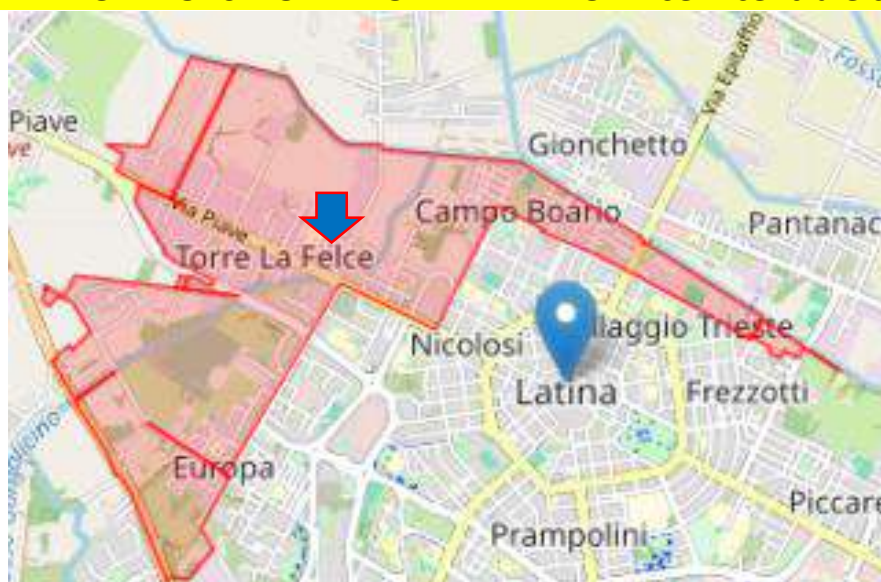 Piave
Gionchetto
Via Epitaffio
Via Piave
Campo Boario
Pantanac
Torre La Felce
Nicolosi
Villaggio Trieste
Latina
Frezzotti
Europa
Piccare
Prampolini